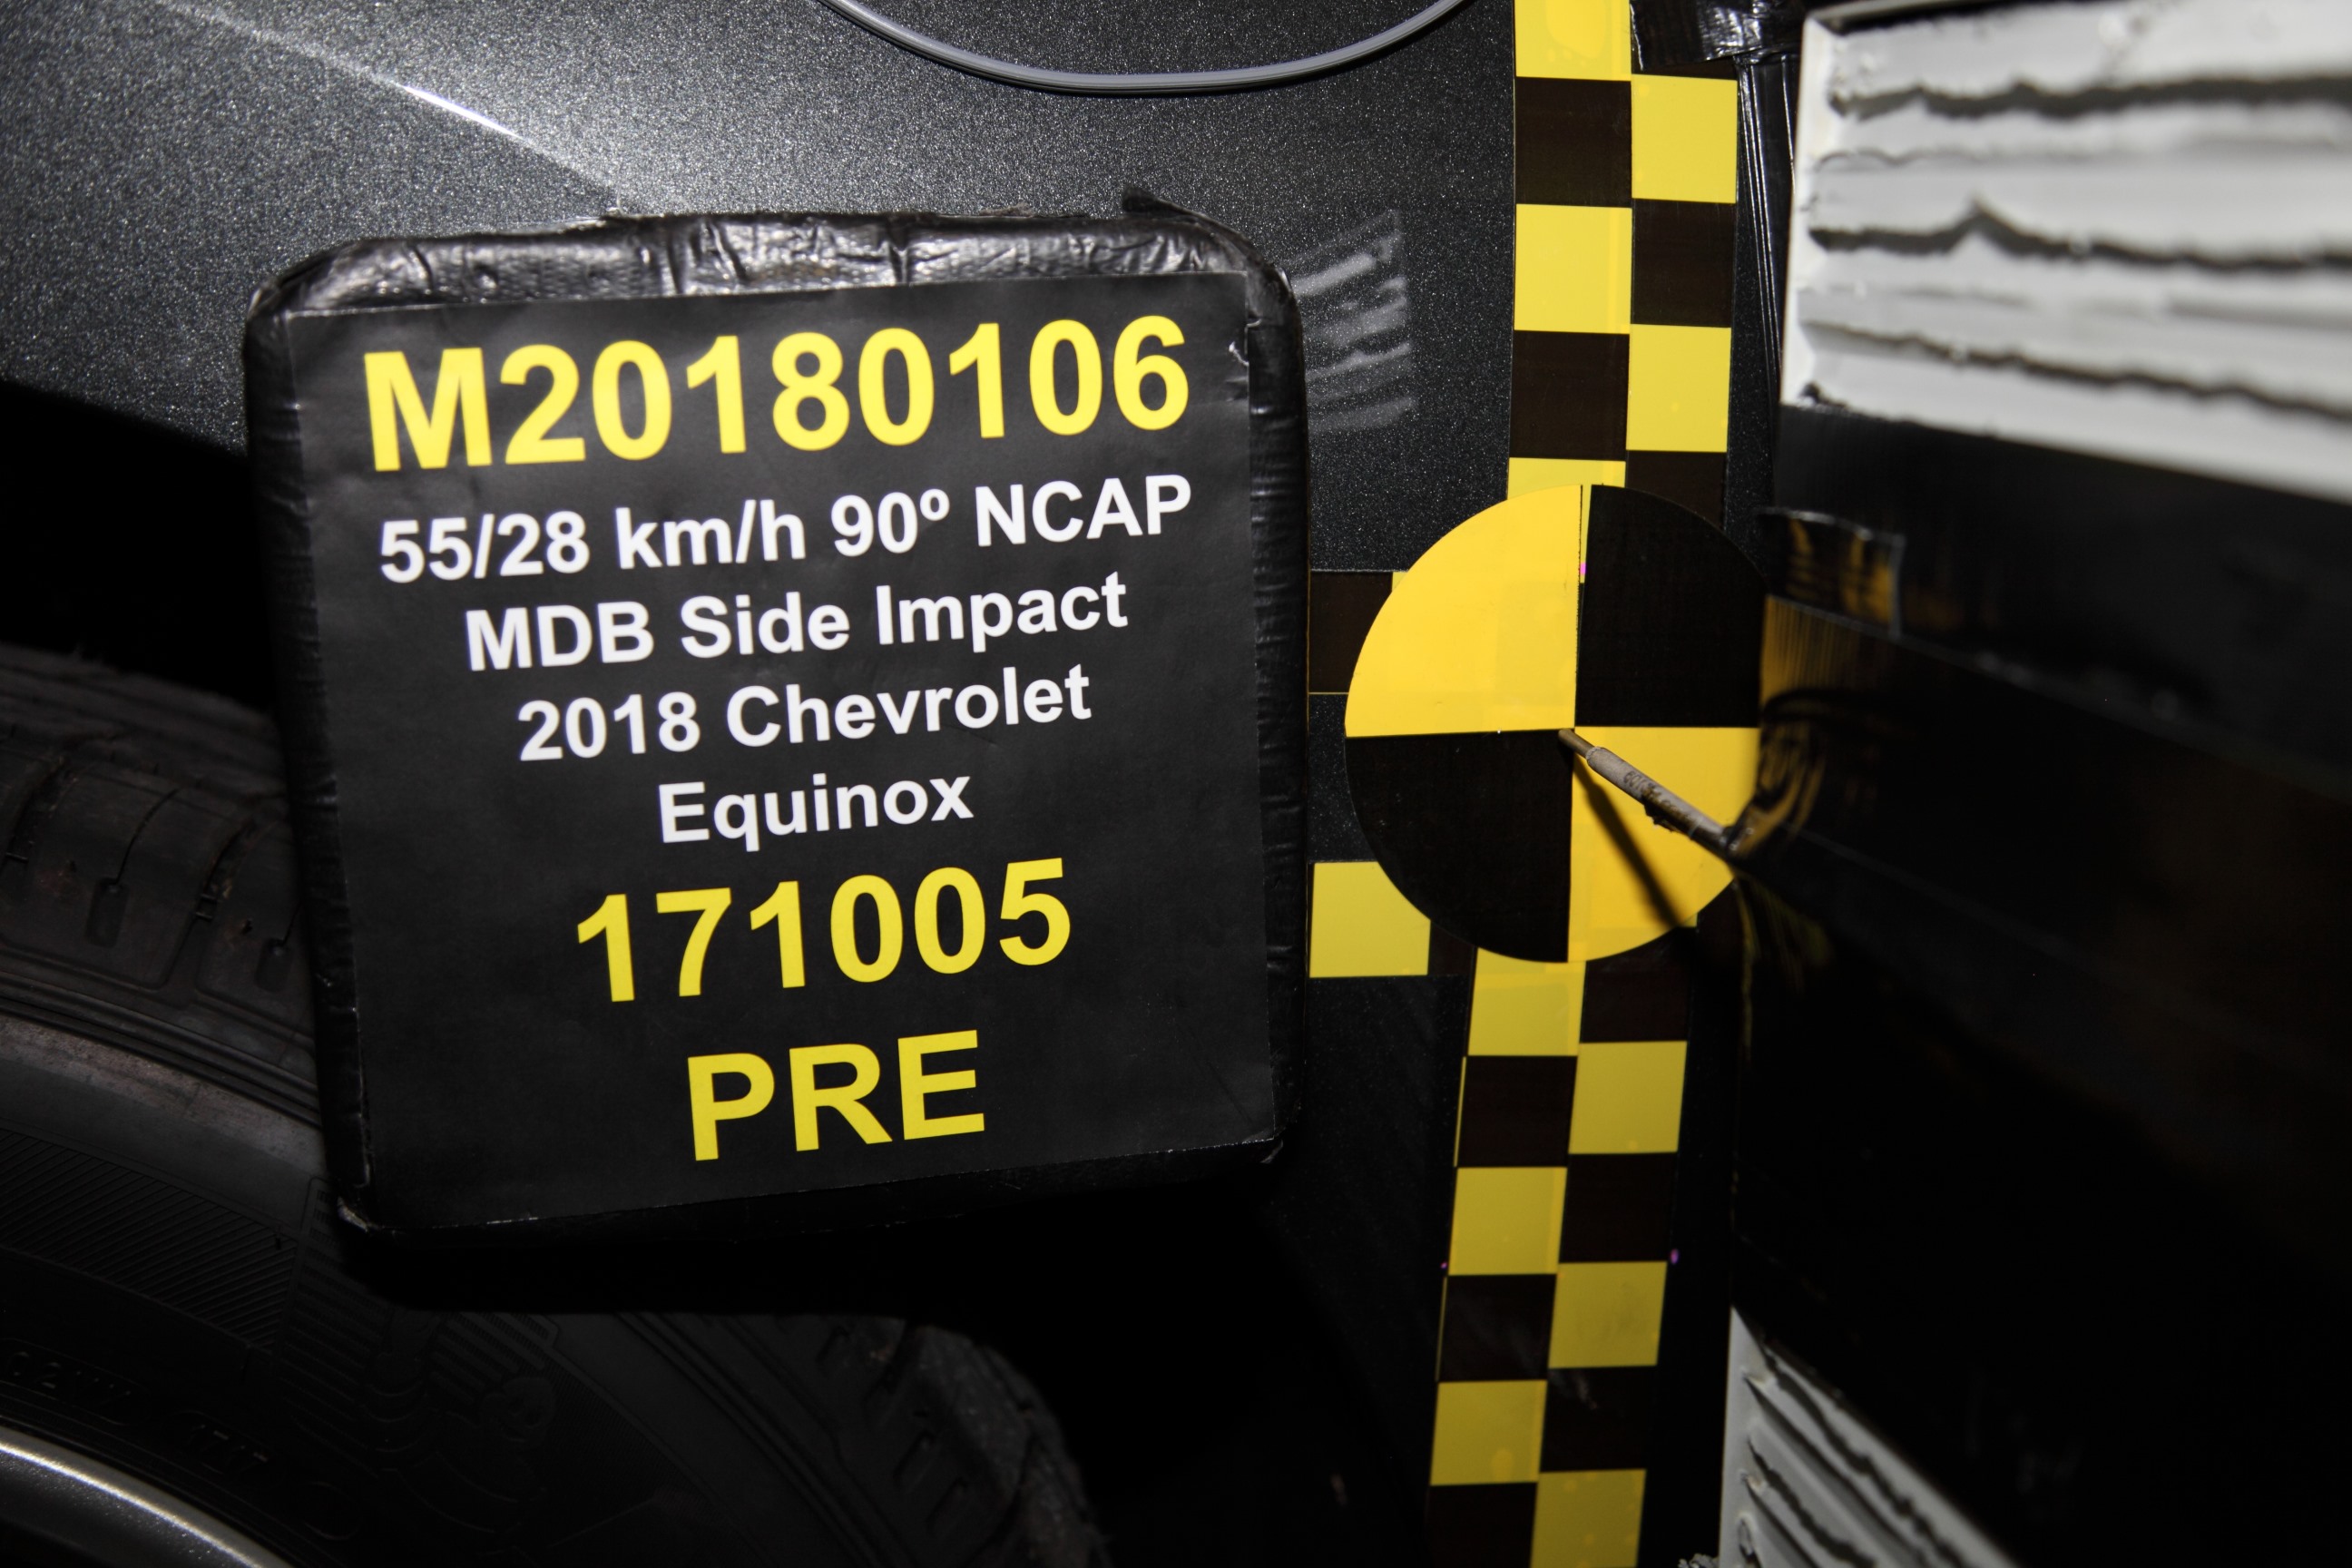 M20180106
55/28 km/h 90º NCAP
MDB Side Impact
2018 Chevrolet
Equinox
171005
PRE